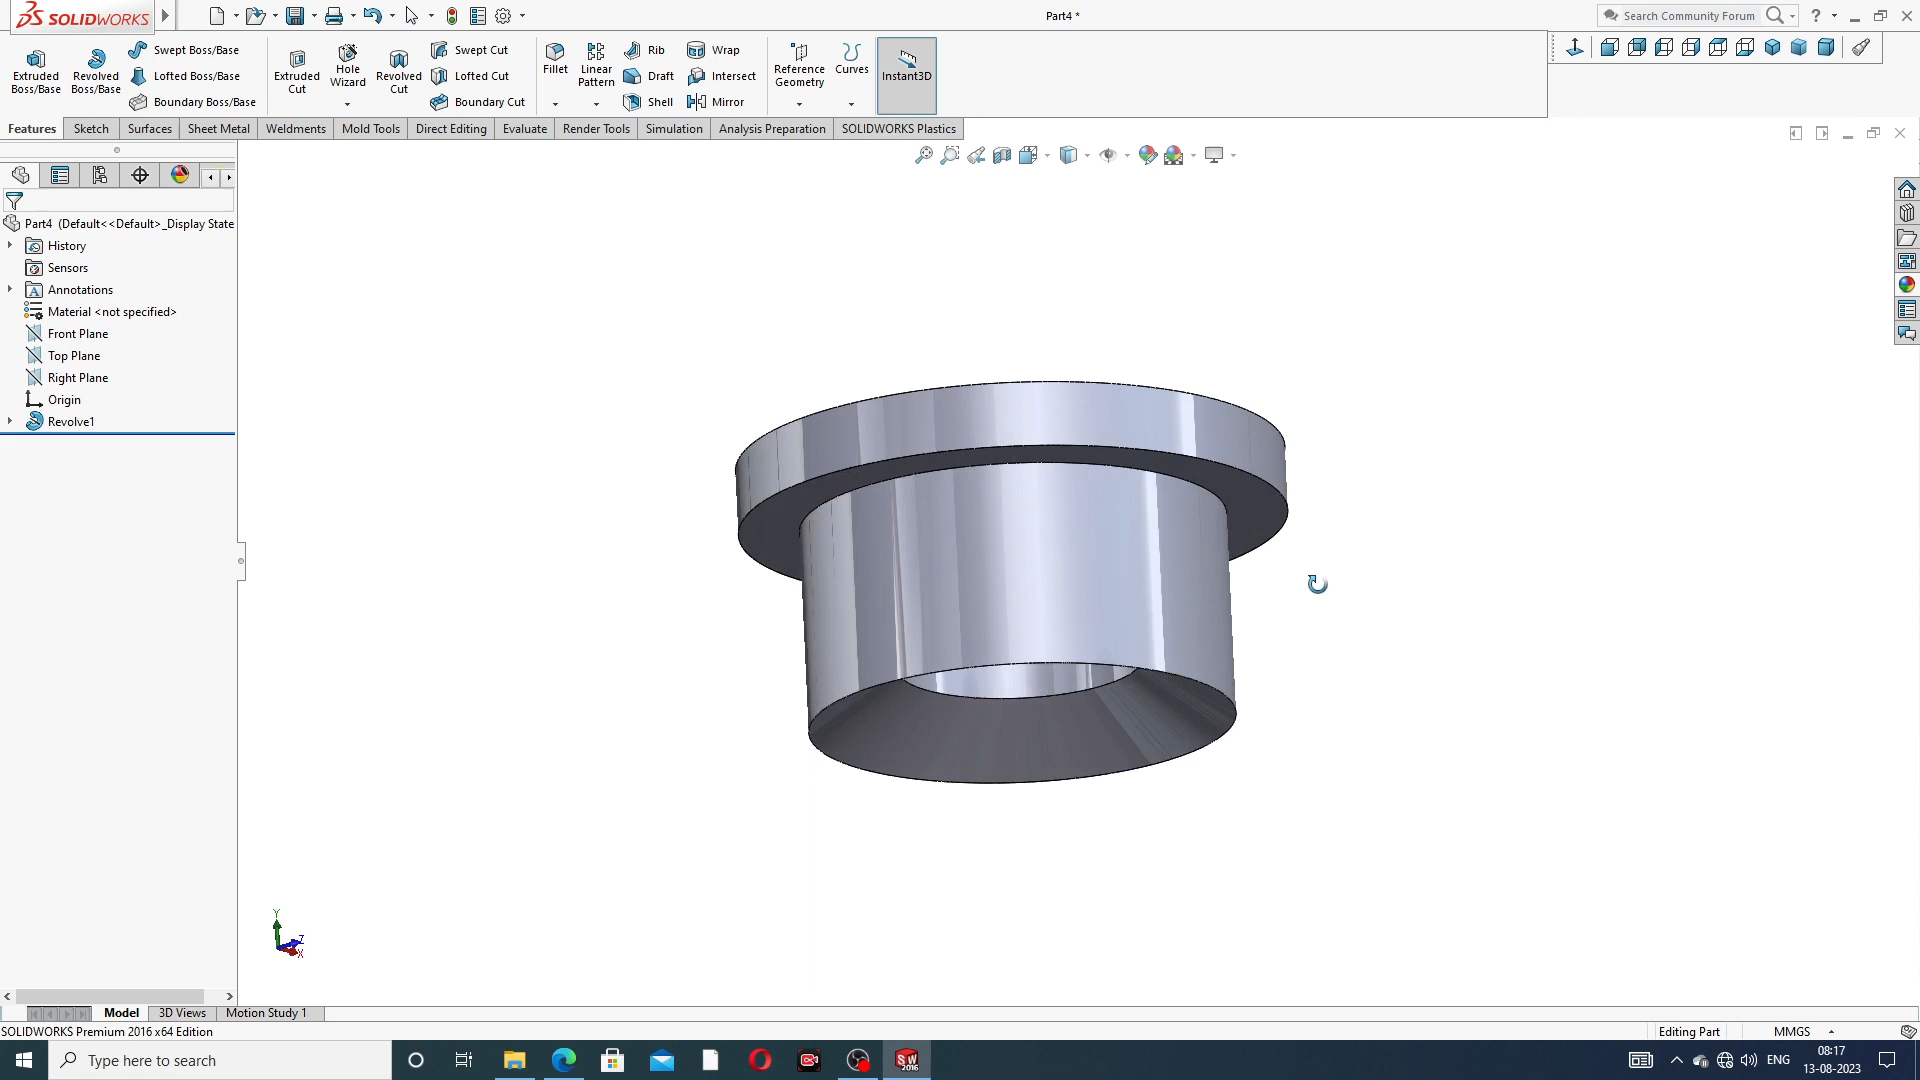 SOLIDWORKS
Part4 *
Search Community Forum
Extruded Boss/Base
Revolved Boss/Base
Swept Boss/Base
Lofted Boss/Base
Boundary Boss/Base
Extruded Cut
Hole Wizard
Revolved Cut
Swept Cut
Lofted Cut
Boundary Cut
Fillet
Linear Pattern
Rib
Draft
Shell
Wrap
Intersect
Mirror
Reference Geometry
Curves
Instant3D
Features
Sketch
Surfaces
Sheet Metal
Weldments
Mold Tools
Direct Editing
Evaluate
Render Tools
Simulation
Analysis Preparation
SOLIDWORKS Plastics
Part4 (Default<<Default>_Display State
History
Sensors
Annotations
Material <not specified>
Front Plane
Top Plane
Right Plane
Origin
Revolve1
Y
Z
X
Model
3D Views
Motion Study 1
SOLIDWORKS Premium 2016 x64 Edition
Editing Part
MMGS
Type here to search
SW
2016
ENG
08:17
13-08-2023